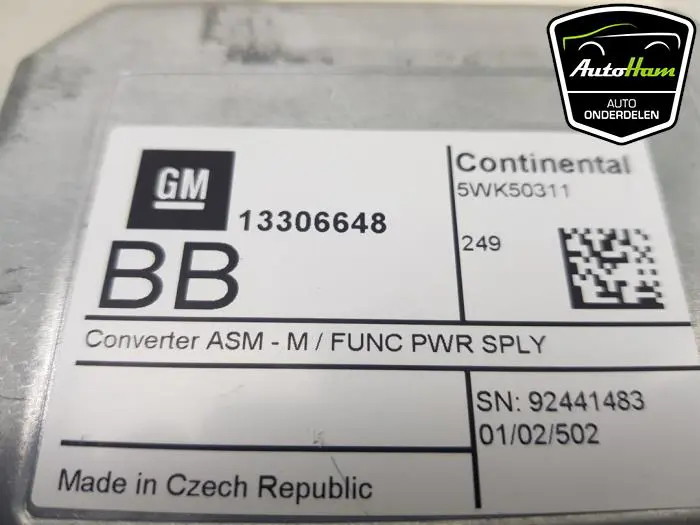 AutoHam
AUTO
ONDERDELEN
GM
13306648
BB
Continental
5WK50311
249
Converter ASM - M / FUNC PWR SPLY
SN: 92441483
01/02/502
Made in Czech Republic